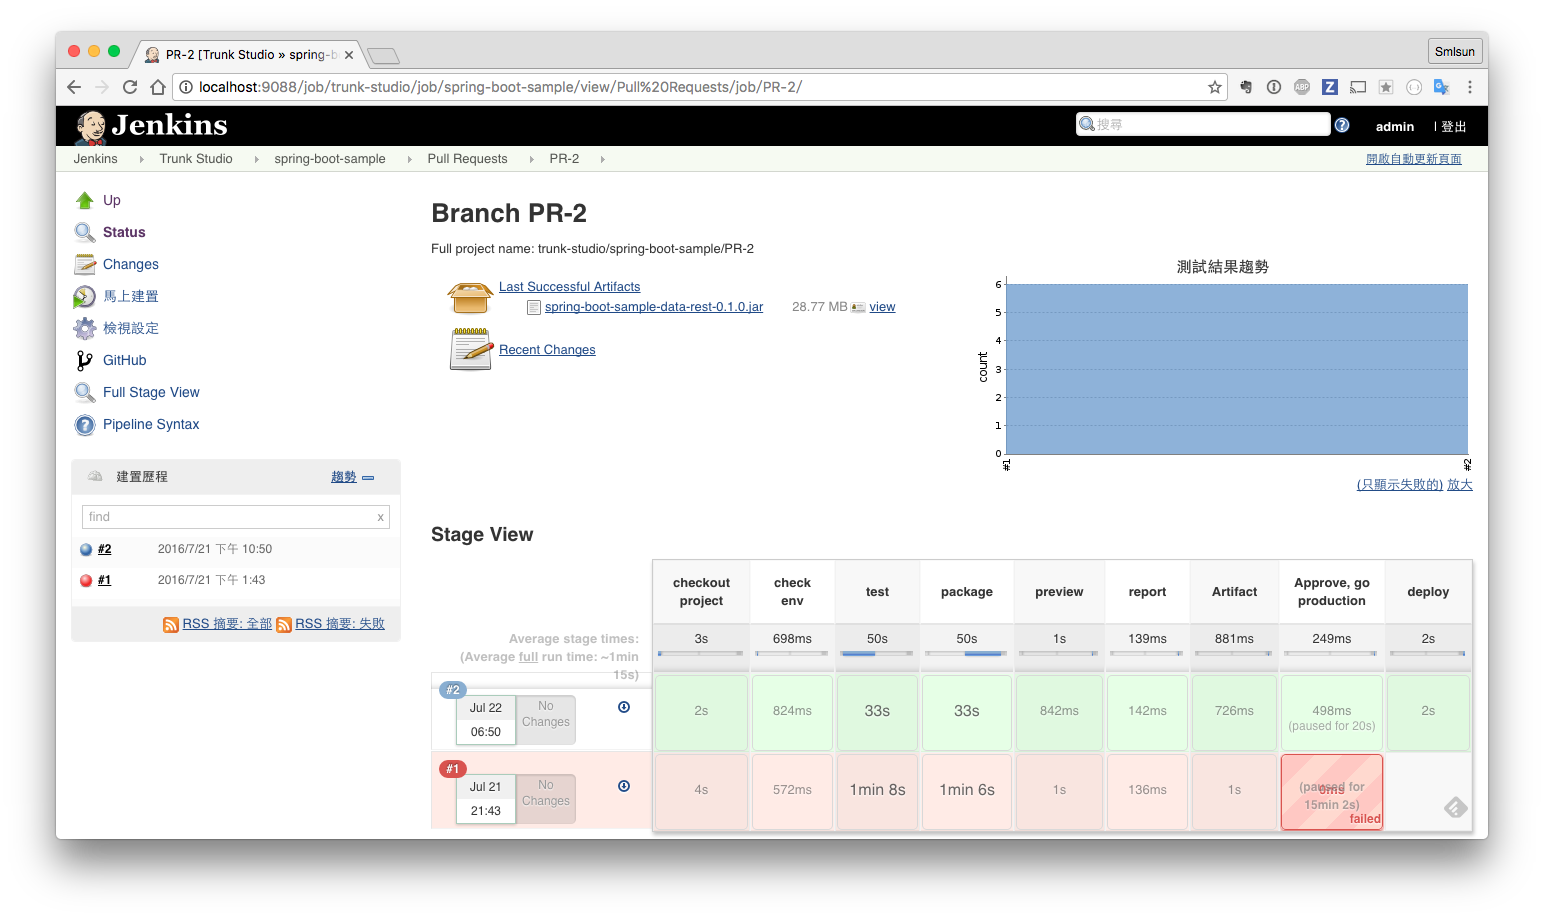 PR-2 [Trunk Studio » spring-b
Smlsun
localhost:9088/job/trunk-studio/job/spring-boot-sample/view/Pull%20Requests/job/PR-2/
ABP
Z
Jenkins
搜尋
admin
| 登出
Jenkins
Trunk Studio
spring-boot-sample
Pull Requests
PR-2
開啟自動更新頁面
Up
Status
Changes
馬上建置
檢視設定
GitHub
Full Stage View
Pipeline Syntax
建置歷程
趨勢
find
x
#2 2016/7/21 下午 10:50
#1 2016/7/21 下午 1:43
RSS 摘要: 全部 RSS 摘要: 失敗
Branch PR-2
Full project name: trunk-studio/spring-boot-sample/PR-2
Last Successful Artifacts
spring-boot-sample-data-rest-0.1.0.jar 28.77 MB view
Recent Changes
測試結果趨勢
count
6
5
4
3
2
1
0
#1
#2
(只顯示失敗的) 放大
Stage View
checkout project
check env
test
package
preview
report
Artifact
Approve, go production
deploy
Average stage times:
(Average full run time: ~1min
15s)
3s 698ms 50s 50s 1s 139ms 881ms 249ms 2s
#2
Jul 22
06:50
No Changes
2s 824ms 33s 33s 842ms 142ms 726ms 498ms 2s
(paused for 20s)
#1
Jul 21
21:43
No Changes
4s 572ms 1min 8s 1min 6s 1s 136ms 1s 0ms
(paused for
15min 2s)
failed